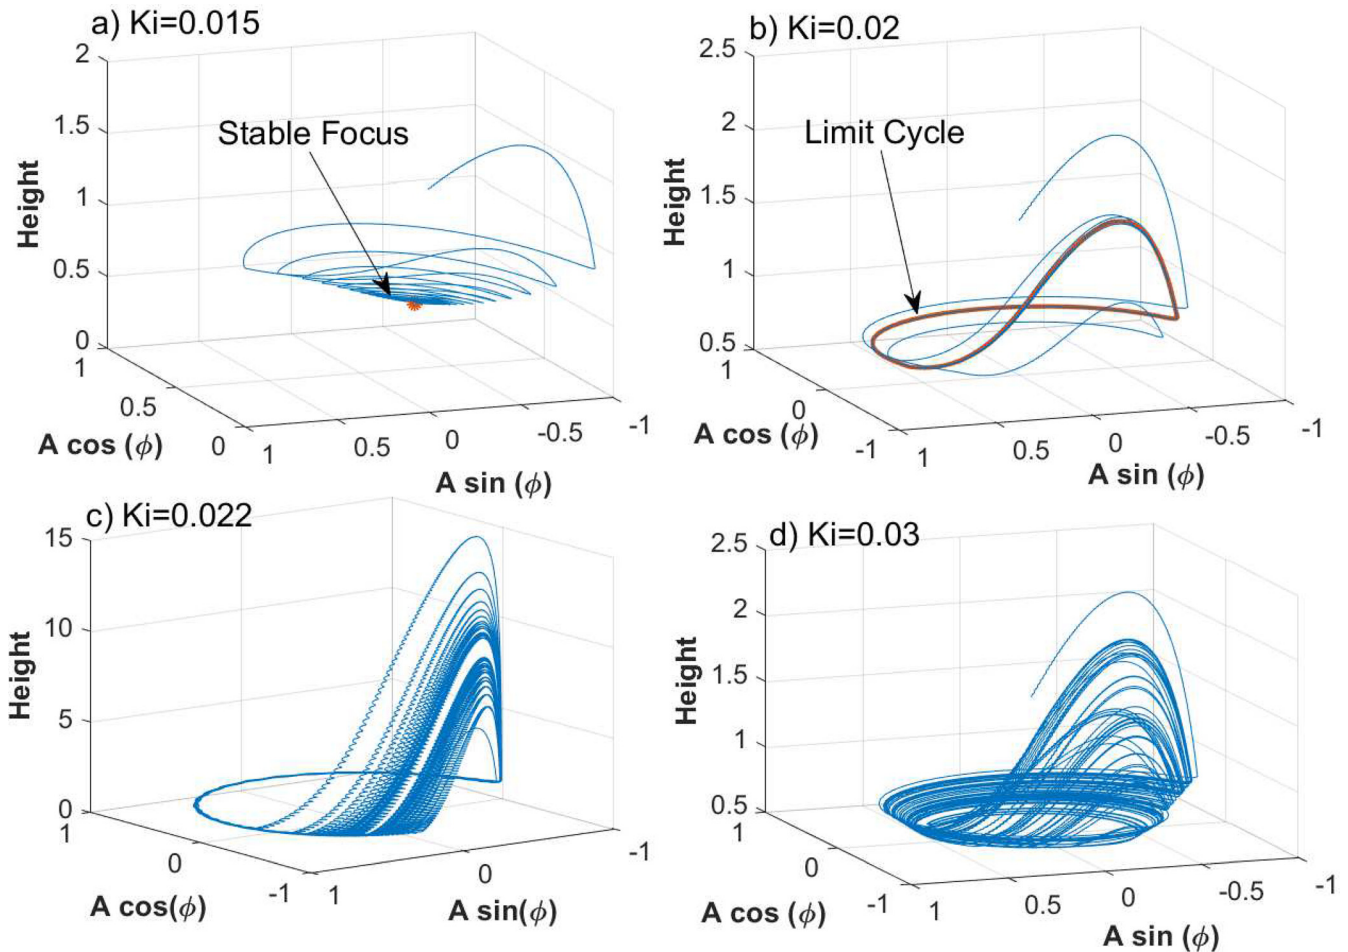 a) Ki=0.015
2
1.5
1
0.5
0
Height
Stable Focus
1
0.5
0
A cos (ϕ)
1
0.5
0
-0.5
-1
A sin (ϕ)
b) Ki=0.02
2.5
2
1.5
1
0.5
Height
Limit Cycle
1
0
-1
A cos (ϕ)
1
0.5
0
-0.5
-1
A sin (ϕ)
c) Ki=0.022
15
10
5
0
Height
1
0
-1
A cos(ϕ)
1
0
-1
A sin(ϕ)
d) Ki=0.03
2.5
2
1.5
1
0.5
Height
1
0
-1
A cos (ϕ)
1
0.5
0
-0.5
-1
A sin (ϕ)